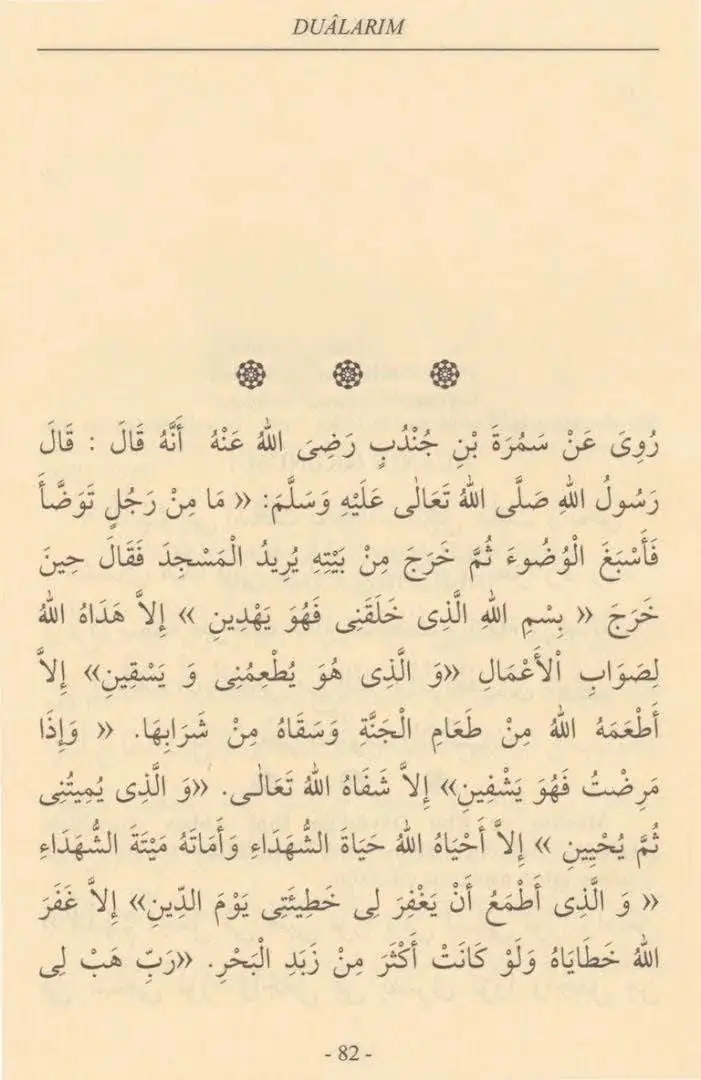 DUÂLARIM
رُوِىَ عَنْ سَمُرَةَ بْنِ جُنْدُبٍ رَضِىَ اللهُ عَنْهُ أَنَّهُ قَالَ : قَالَ
رَسُولُ اللهِ صَلَّى اللهُ تَعَالٰى عَلَيْهِ وَسَلَّمَ: « مَا مِنْ رَجُلٍ تَوَضَّأَ
فَأَسْبَغَ الْوُضُوءَ ثُمَّ خَرَجَ مِنْ بَيْتِهِ يُرِيدُ الْمَسْجِدَ فَقَالَ حِينَ
خَرَجَ « بِسْمِ اللهِ الَّذِى خَلَقَنِى فَهُوَ يَهْدِينِ » إِلاَّ هَدَاهُ اللهُ
لِصَوَابِ اْلأَعْمَالِ «وَ الَّذِى هُوَ يُطْعِمُنِى وَ يَسْقِينِ» إِلاَّ
أَطْعَمَهُ اللهُ مِنْ طَعَامِ الْجَنَّةِ وَسَقَاهُ مِنْ شَرَابِهَا. « وَإِذَا
مَرِضْتُ فَهُوَ يَشْفِينِ» إِلاَّ شَفَاهُ اللهُ تَعَالٰى. «وَ الَّذِى يُمِيتُنِى
ثُمَّ يُحْيِينِ » إِلاَّ أَحْيَاهُ اللهُ حَيَاةَ الشُّهَدَاءِ وَأَمَاتَهُ مَيْتَةَ الشُّهَدَاءِ
« وَ الَّذِى أَطْمَعُ أَنْ يَغْفِرَ لِى خَطِيئَتِى يَوْمَ الدِّينِ» إِلاَّ غَفَرَ
اللهُ خَطَايَاهُ وَلَوْ كَانَتْ أَكْثَرَ مِنْ زَبَدِ الْبَحْرِ. «رَبِّ هَبْ لِى
- 82 -